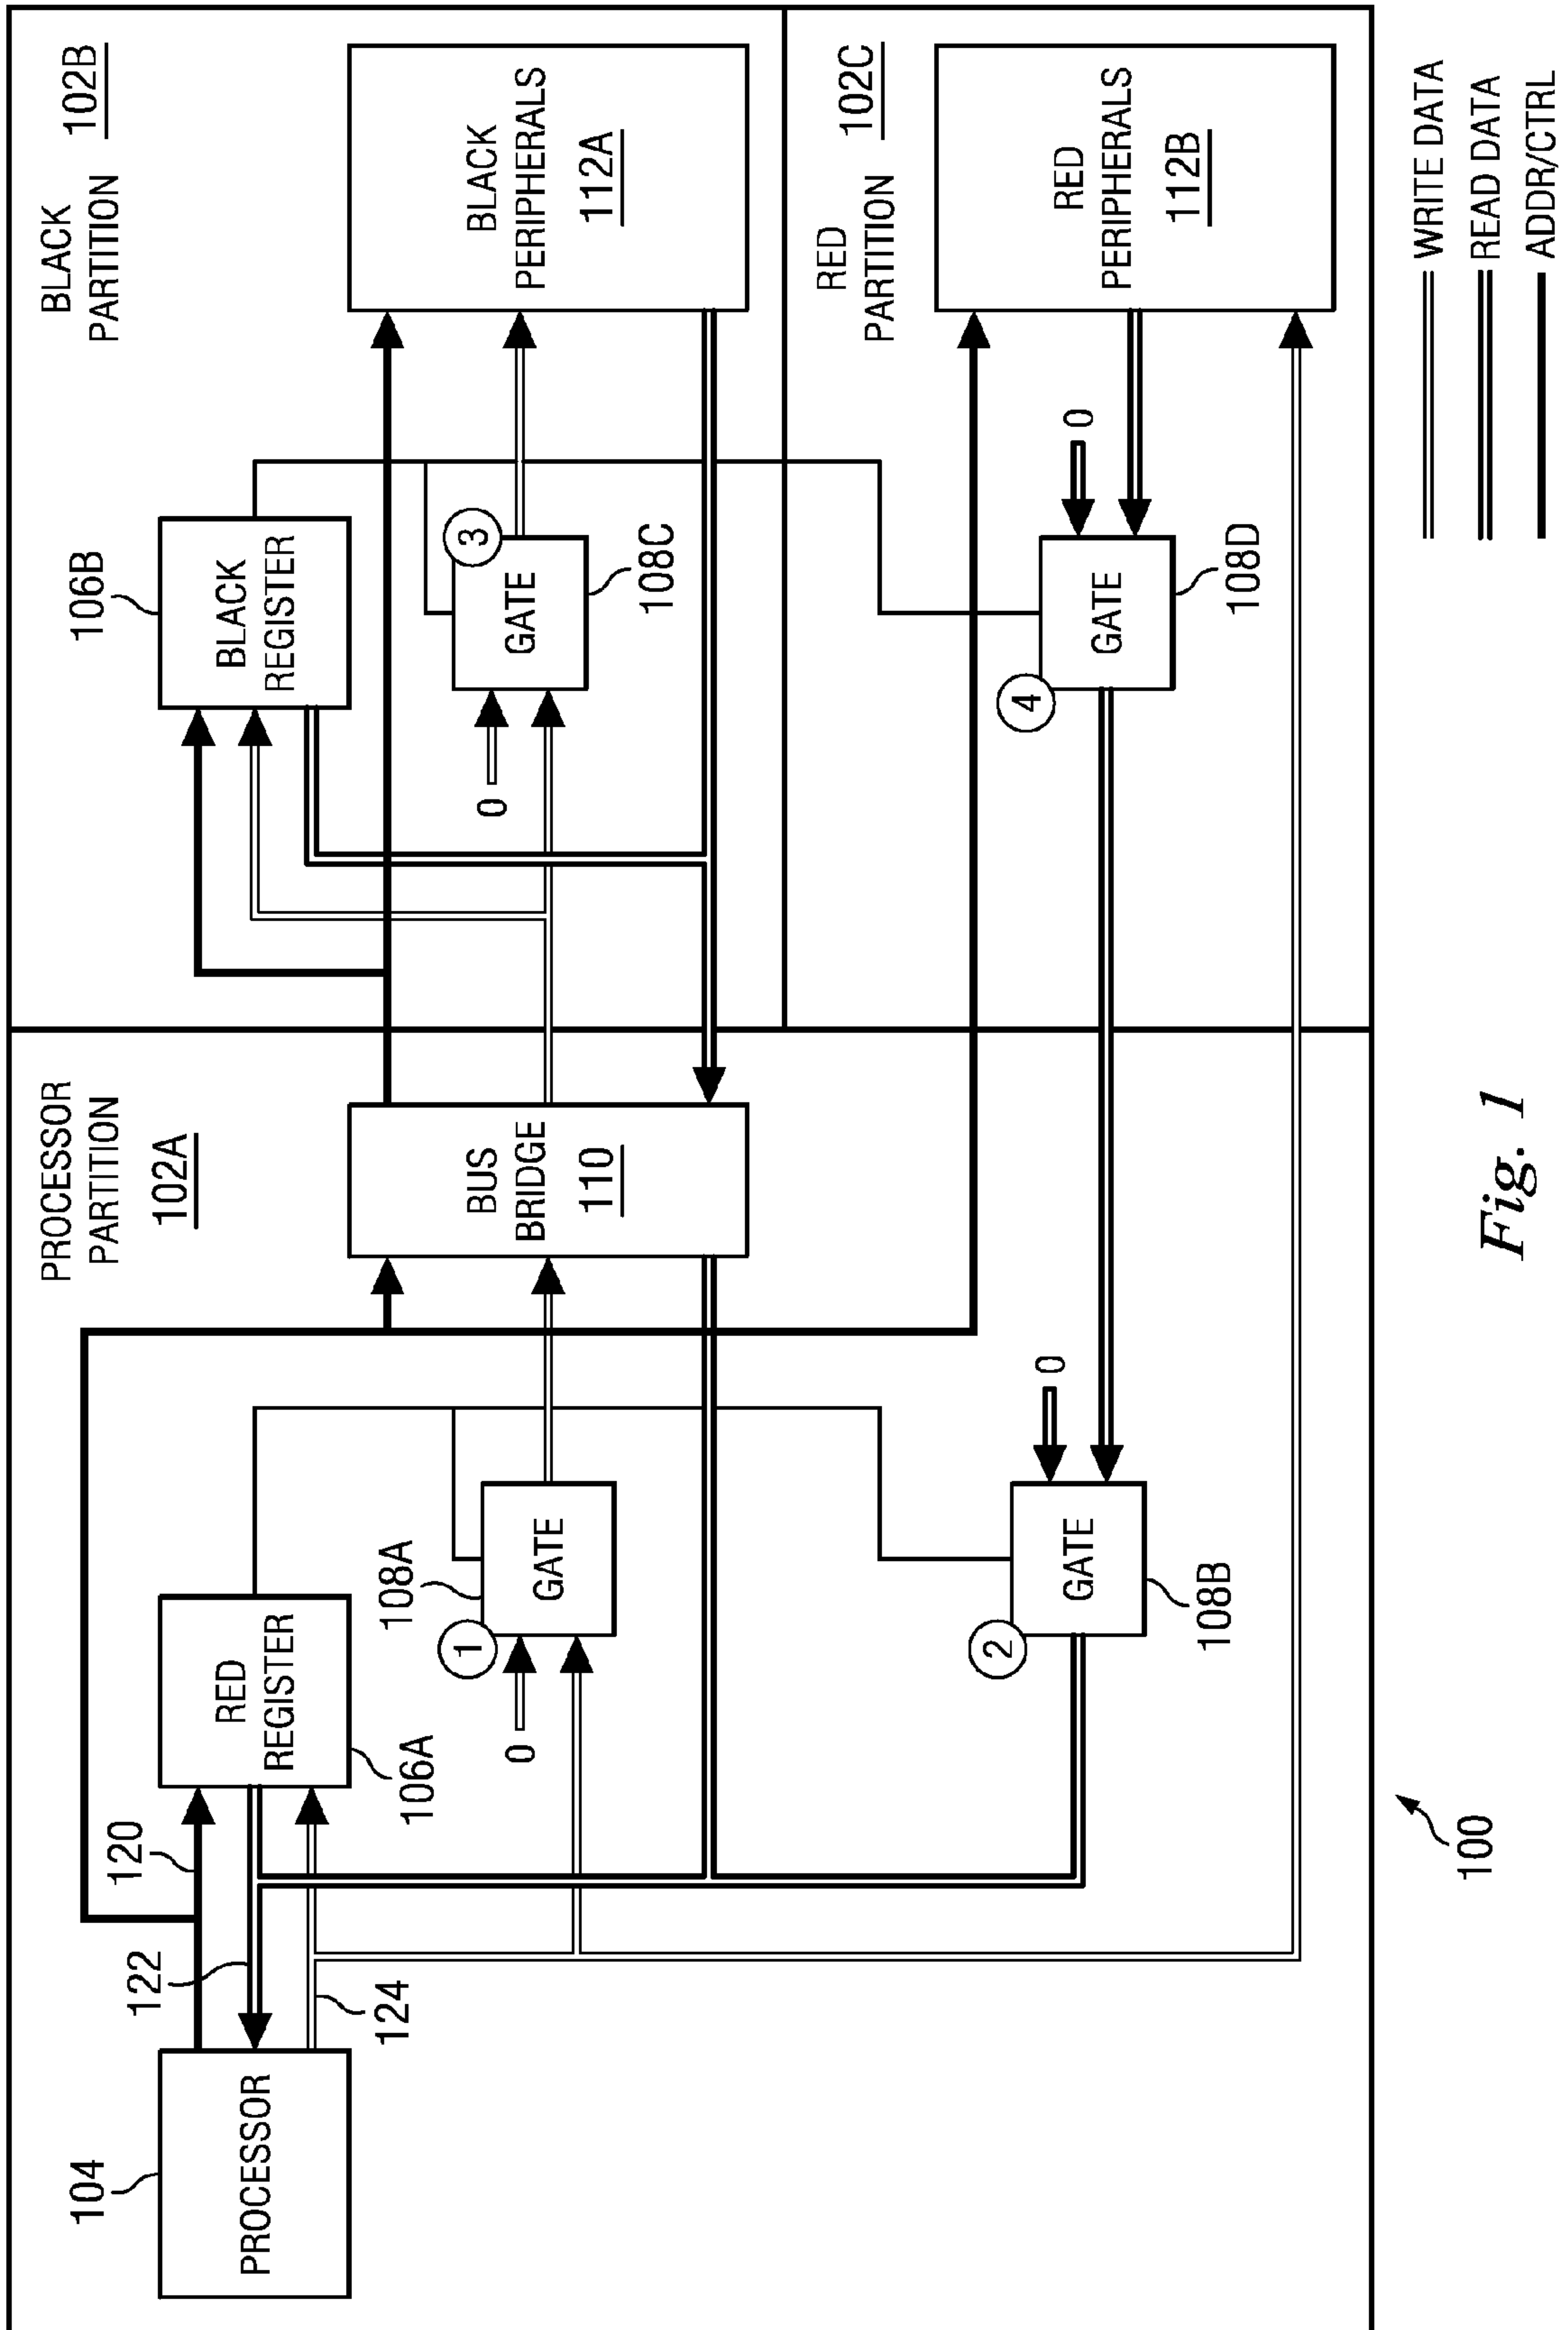 PROCESSOR
PARTITION
102A
BLACK
PARTITION
102B
104
PROCESSOR
120
122
124
RED
REGISTER
106A
106B
BLACK
REGISTER
108A
1
GATE
0
BUS
BRIDGE
110
0
3
GATE
108C
BLACK
PERIPHERALS
112A
RED
PARTITION
102C
2
GATE
108B
0
4
GATE
108D
0
RED
PERIPHERALS
112B
100
WRITE DATA
READ DATA
ADDR/CTRL
Fig. 1